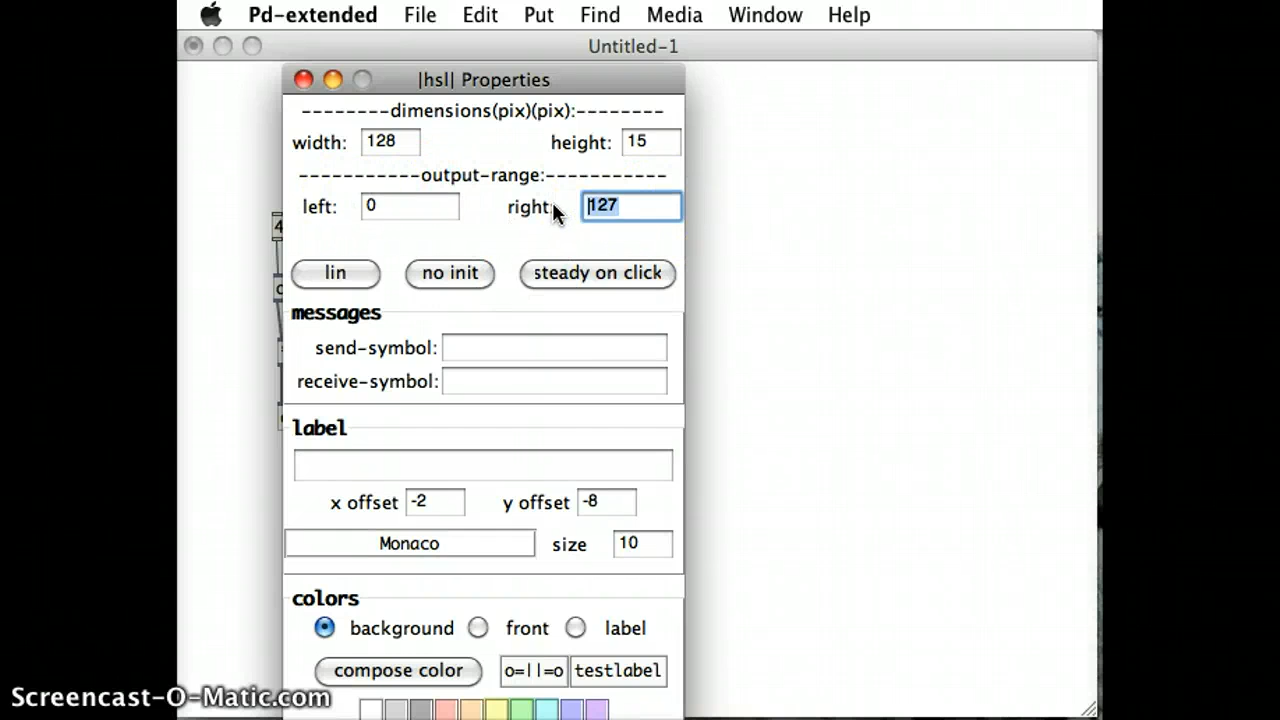 Pd-extended File Edit Put Find Media Window Help
Untitled-1
|hsl| Properties
--------dimensions(pix)(pix):--------
width: 128 height: 15
-----------output-range:-----------
left: 0 right: 127
4
lin no init steady on click
messages
send-symbol:
receive-symbol:
label
x offset -2 y offset -8
Monaco size 10
colors
background front label
compose color o=||=o testlabel
Screencast-O-Matic.com